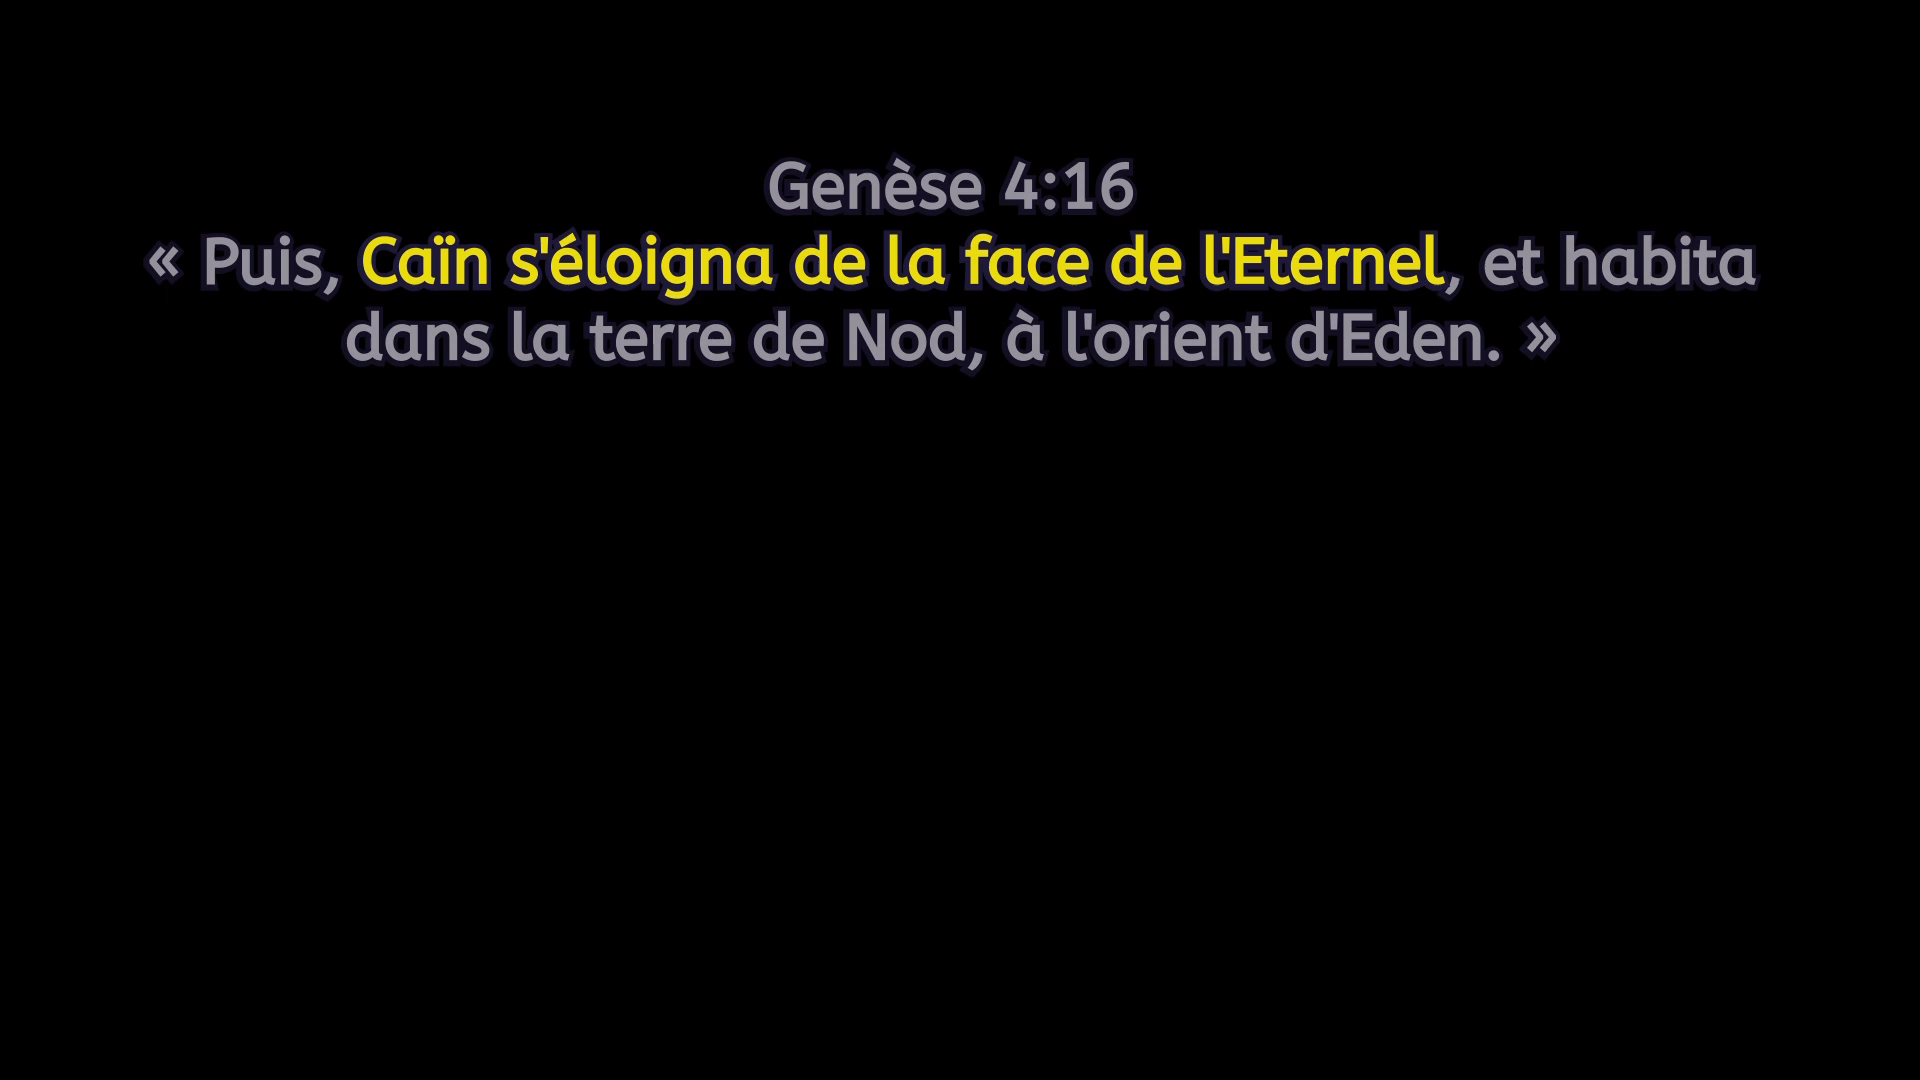 Genèse 4:16
« Puis, Caïn s'éloigna de la face de l'Eternel, et habita
dans la terre de Nod, à l'orient d'Eden. »